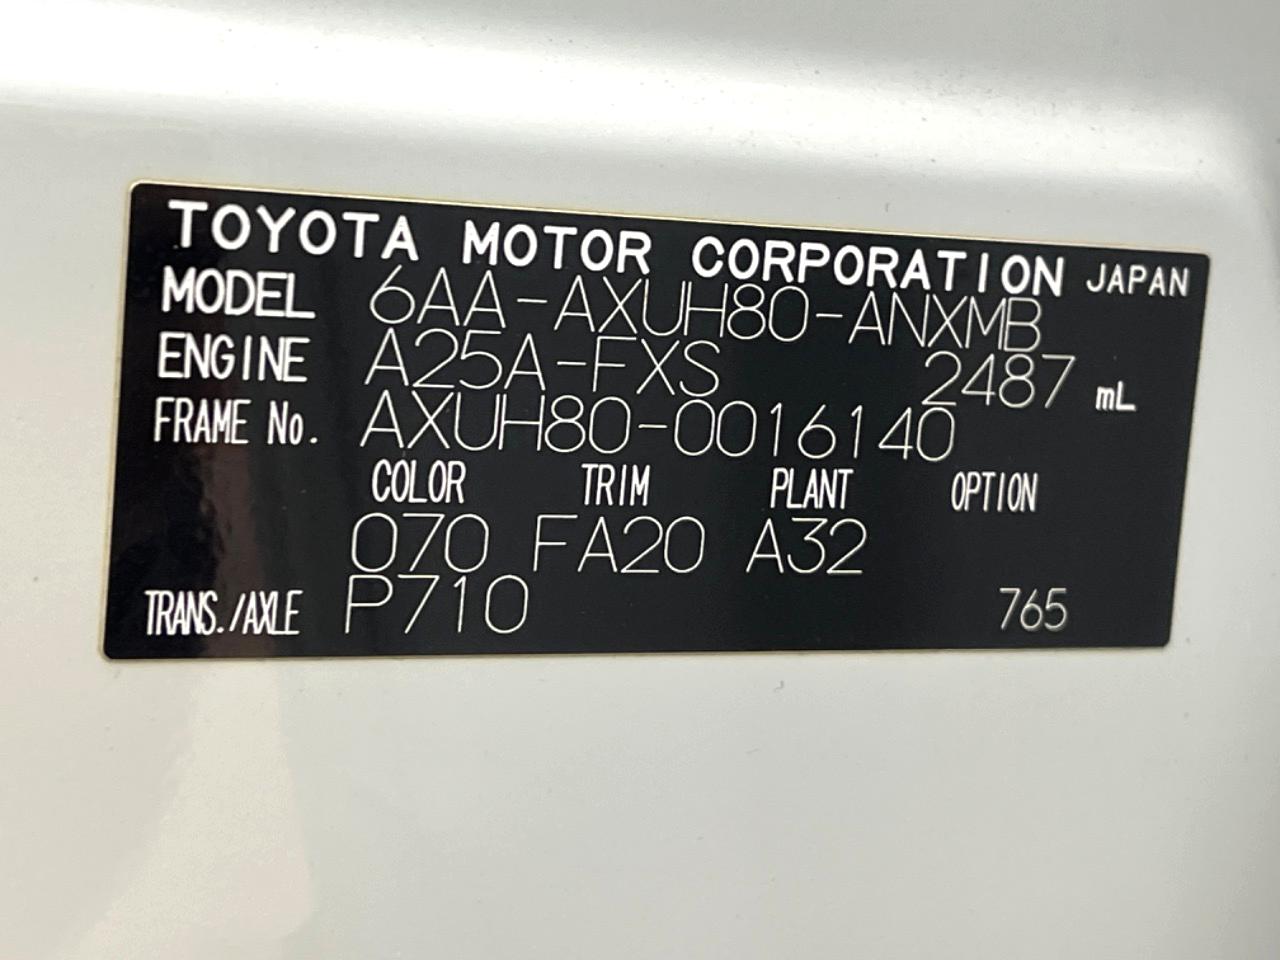 TOYOTA MOTOR CORPORATION JAPAN
MODEL 6AA-AXUH80-ANXMB
ENGINE A25A-FXS 2487 mL
FRAME No. AXUH80-0016140
COLOR TRIM PLANT OPTION
070 FA20 A32
TRANS./AXLE P710 765